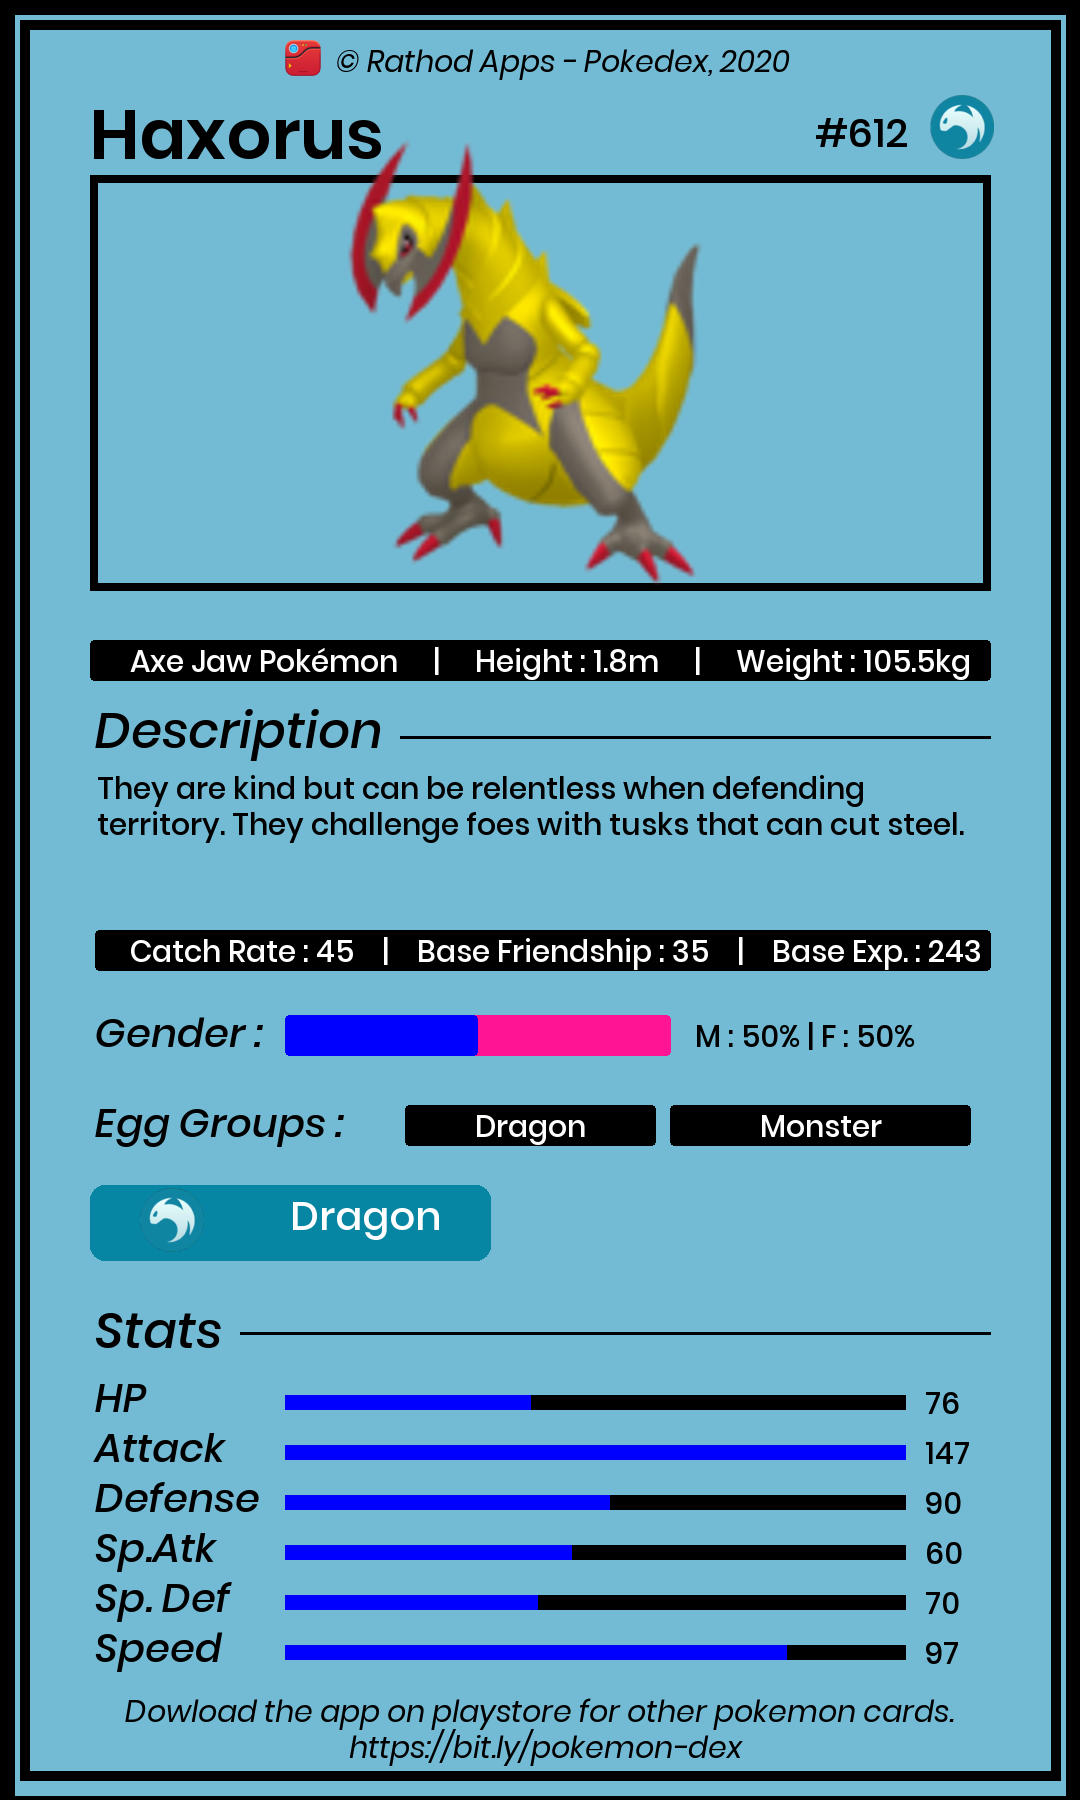 © Rathod Apps - Pokedex, 2020
Haxorus #612
Axe Jaw Pokémon | Height : 1.8m | Weight : 105.5kg
Description
They are kind but can be relentless when defending
territory. They challenge foes with tusks that can cut steel.
Catch Rate : 45 | Base Friendship : 35 | Base Exp. : 243
Gender : M : 50% | F : 50%
Egg Groups : Dragon Monster
Dragon
Stats
HP 76
Attack 147
Defense 90
Sp.Atk 60
Sp. Def 70
Speed 97
Dowload the app on playstore for other pokemon cards.
https://bit.ly/pokemon-dex